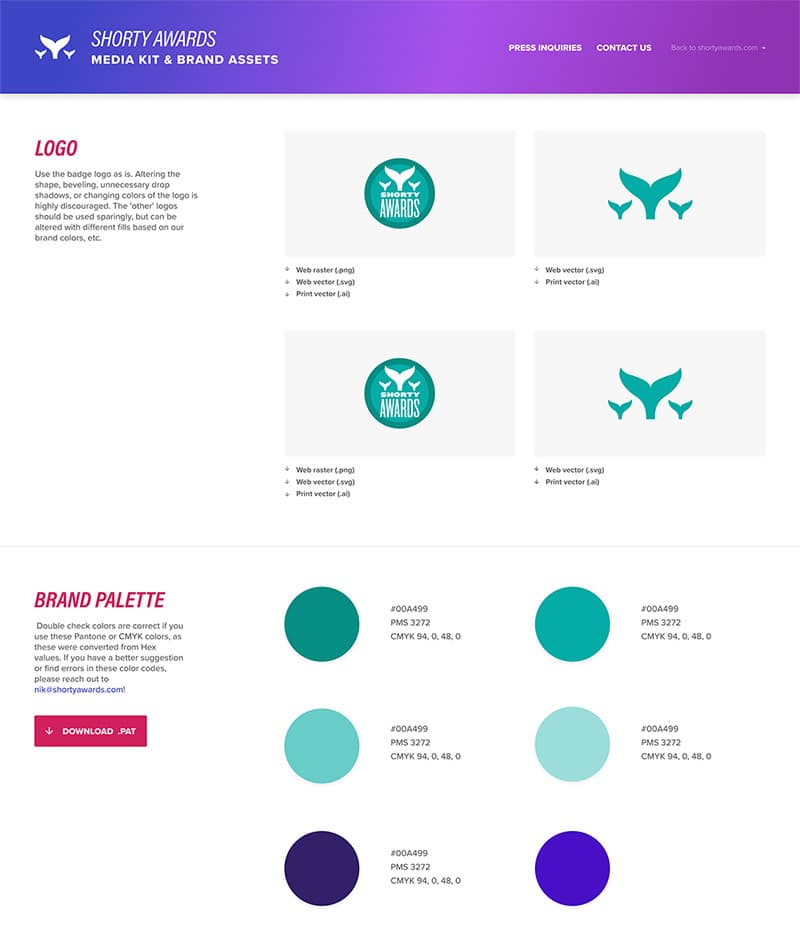 SHORTY AWARDS
MEDIA KIT & BRAND ASSETS
PRESS INQUIRIES
CONTACT US
Back to shortyawards.com
LOGO
Use the badge logo as is. Altering the
shape, beveling, unnecessary drop
shadows, or changing colors of the logo is
highly discouraged. The 'other' logos
should be used sparingly, but can be
altered with different fills based on our
brand colors, etc.
SHORTY
AWARDS
Web raster (.png)
Web vector (.svg)
Print vector (.ai)
Web vector (.svg)
Print vector (.ai)
SHORTY
AWARDS
Web raster (.png)
Web vector (.svg)
Print vector (.ai)
Web vector (.svg)
Print vector (.ai)
BRAND PALETTE
Double check colors are correct if you
use these Pantone or CMYK colors, as
these were converted from Hex
values. If you have a better suggestion
or find errors in these color codes,
please reach out to
nik@shortyawards.com!
DOWNLOAD .PAT
#00A499
PMS 3272
CMYK 94, 0, 48, 0
#00A499
PMS 3272
CMYK 94, 0, 48, 0
#00A499
PMS 3272
CMYK 94, 0, 48, 0
#00A499
PMS 3272
CMYK 94, 0, 48, 0
#00A499
PMS 3272
CMYK 94, 0, 48, 0